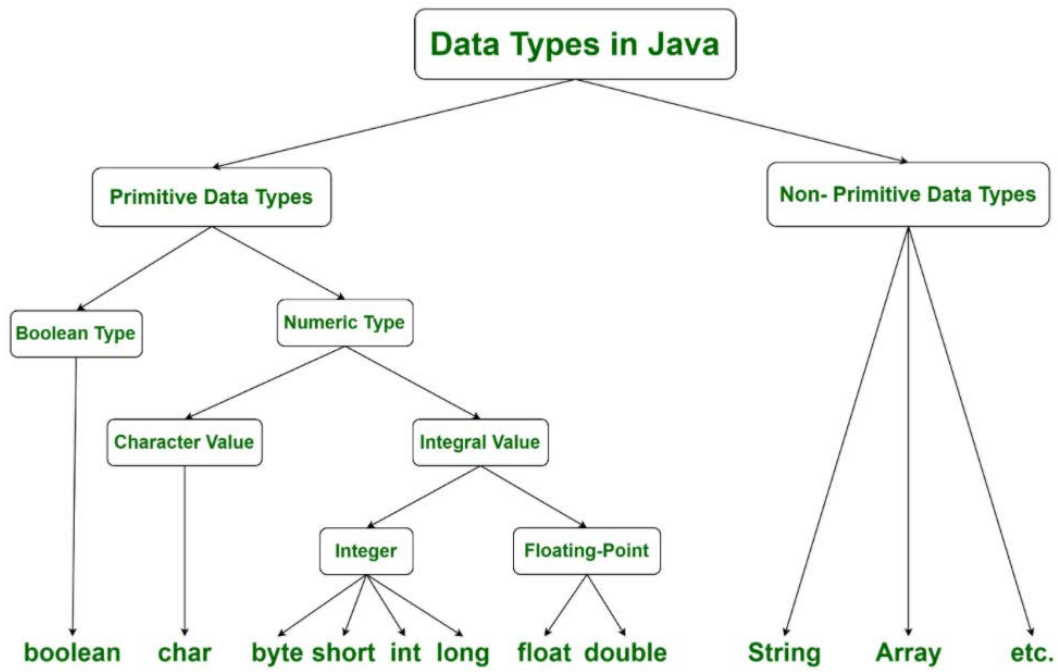 Data Types in Java
Primitive Data Types
Non- Primitive Data Types
Boolean Type
Numeric Type
Character Value
Integral Value
Integer
Floating-Point
boolean
char
byte
short
int
long
float
double
String
Array
etc.